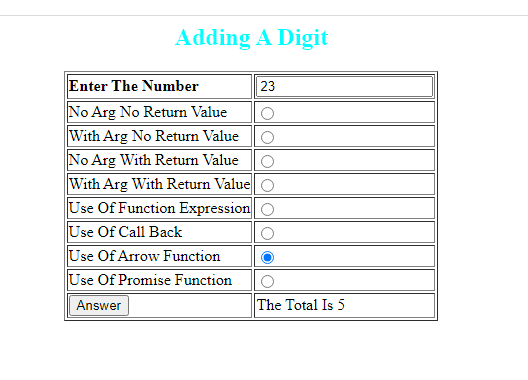 Adding A Digit
Enter The Number 23
No Arg No Return Value
With Arg No Return Value
No Arg With Return Value
With Arg With Return Value
Use Of Function Expression
Use Of Call Back
Use Of Arrow Function
Use Of Promise Function
Answer The Total Is 5